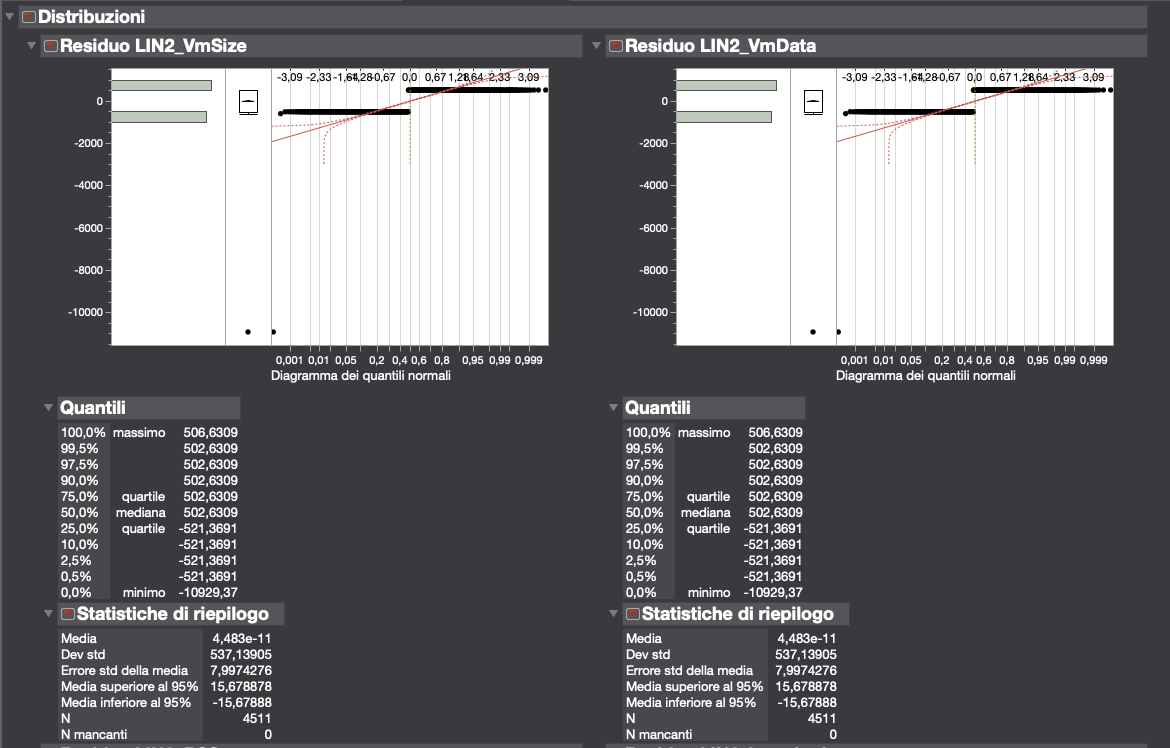 Distribuzioni
Residuo LIN2_VmSize
-3,09 -2,33 -1,64 -1,28 -0,67 0,0 0,67 1,28 1,64 2,33 3,09
0
-2000
-4000
-6000
-8000
-10000
0,001 0,01 0,05 0,2 0,4 0,6 0,8 0,95 0,99 0,999
Diagramma dei quantili normali
Quantili
100,0% massimo 506,6309
99,5% 502,6309
97,5% 502,6309
90,0% 502,6309
75,0% quartile 502,6309
50,0% mediana 502,6309
25,0% quartile -521,3691
10,0% -521,3691
2,5% -521,3691
0,5% -521,3691
0,0% minimo -10929,37
Statistiche di riepilogo
Media 4,483e-11
Dev std 537,13905
Errore std della media 7,9974276
Media superiore al 95% 15,678878
Media inferiore al 95% -15,67888
N 4511
N mancanti 0
Residuo LIN2_VmData
-3,09 -2,33 -1,64 -1,28 -0,67 0,0 0,67 1,28 1,64 2,33 3,09
0
-2000
-4000
-6000
-8000
-10000
0,001 0,01 0,05 0,2 0,4 0,6 0,8 0,95 0,99 0,999
Diagramma dei quantili normali
Quantili
100,0% massimo 506,6309
99,5% 502,6309
97,5% 502,6309
90,0% 502,6309
75,0% quartile 502,6309
50,0% mediana 502,6309
25,0% quartile -521,3691
10,0% -521,3691
2,5% -521,3691
0,5% -521,3691
0,0% minimo -10929,37
Statistiche di riepilogo
Media 4,483e-11
Dev std 537,13905
Errore std della media 7,9974276
Media superiore al 95% 15,678878
Media inferiore al 95% -15,67888
N 4511
N mancanti 0